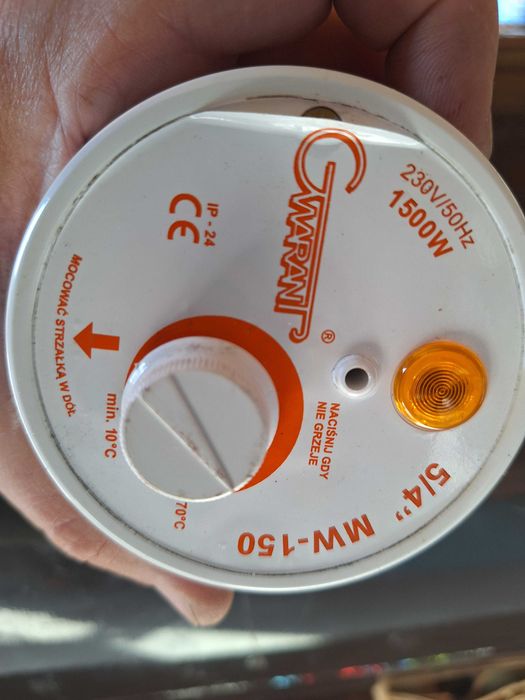 GWARANT®
230V/50Hz
1500W
IP - 24
CE
MOCOWAĆ STRZAŁKĄ W DÓŁ
min. 10°C
70°C
NACIŚNIJ GDY
NIE GRZEJE
5/4” MW-150